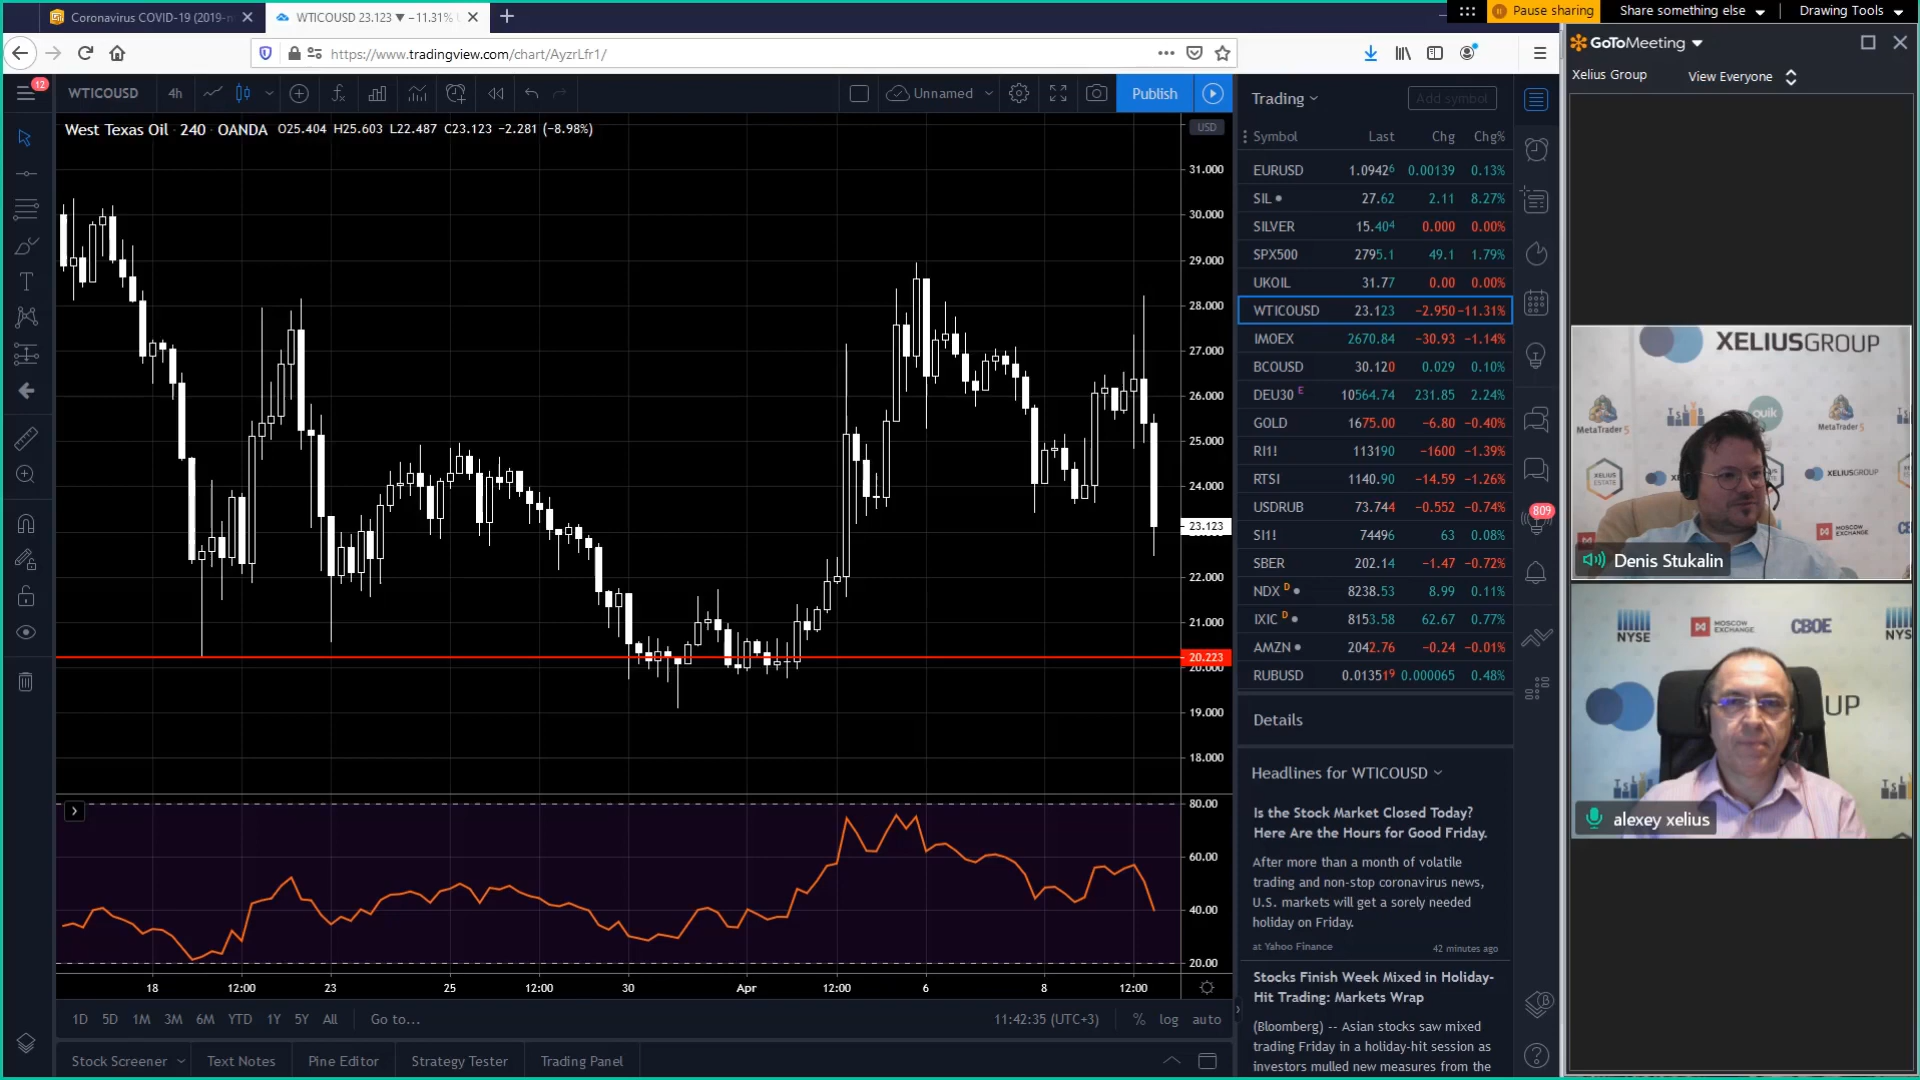 Coronavirus COVID-19 (2019-n
WTICOUSD 23.123 ▼ −11.31%
Pause sharing
Share something else
Drawing Tools
https://www.tradingview.com/chart/AyzrLfr1/
GoToMeeting
Xelius Group
View Everyone
12
WTICOUSD
4h
Unnamed
Publish
West Texas Oil · 240 · OANDA O25.404 H25.603 L22.487 C23.123 −2.281 (−8.98%)
USD
31.000
30.000
29.000
28.000
27.000
26.000
25.000
24.000
23.123
22.000
21.000
20.223
20.000
19.000
18.000
80.00
60.00
40.00
20.00
18
12:00
23
25
12:00
30
Apr
12:00
6
8
12:00
1D 5D 1M 3M 6M YTD 1Y 5Y All Go to...
11:42:35 (UTC+3) % log auto
Stock Screener
Text Notes
Pine Editor
Strategy Tester
Trading Panel
Trading
Add symbol
Symbol Last Chg Chg%
EURUSD 1.09426 0.00139 0.13%
SIL 27.62 2.11 8.27%
SILVER 15.404 0.000 0.00%
SPX500 2795.1 49.1 1.79%
UKOIL 31.77 0.00 0.00%
WTICOUSD 23.123 −2.950 −11.31%
IMOEX 2670.84 −30.93 −1.14%
BCOUSD 30.120 0.029 0.10%
DEU30 E 10564.74 231.85 2.24%
GOLD 1675.00 −6.80 −0.40%
RI1! 113190 −1600 −1.39%
RTSI 1140.90 −14.59 −1.26%
USDRUB 73.744 −0.552 −0.74%
SI1! 74496 63 0.08%
SBER 202.14 −1.47 −0.72%
NDX D 8238.53 8.99 0.11%
IXIC D 8153.58 62.67 0.77%
AMZN 2042.76 −0.24 −0.01%
RUBUSD 0.013519 0.000065 0.48%
809
Details
Headlines for WTICOUSD
Is the Stock Market Closed Today?
Here Are the Hours for Good Friday.
After more than a month of volatile
trading and non-stop coronavirus news,
U.S. markets will get a sorely needed
holiday on Friday.
at Yahoo Finance
42 minutes ago
Stocks Finish Week Mixed in Holiday-
Hit Trading: Markets Wrap
(Bloomberg) -- Asian stocks saw mixed
trading Friday in a holiday-hit session as
investors mulled new measures from the
XELIUSGROUP
MetaTrader 5
quik
MetaTrader 5
XELIUS
ESTATE
XELIUSGROUP
MOSCOW
EXCHANGE
Denis Stukalin
NYSE
MOSCOW
EXCHANGE
CBOE
NYS
UP
alexey xelius